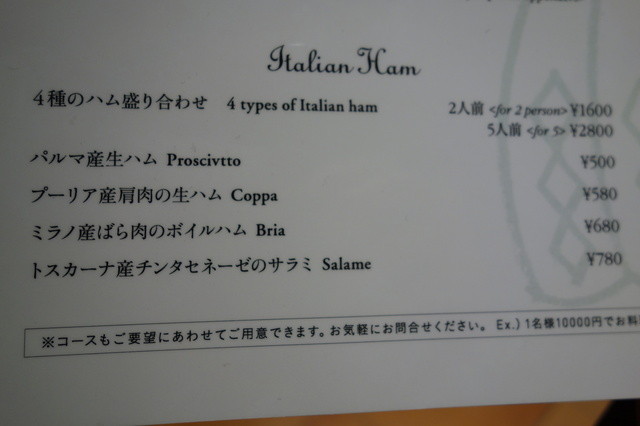 Italian Ham
4種のハム盛り合わせ 4 types of Italian ham 2人前 <for 2 person> ¥1600
5人前 <for 5> ¥2800
パルマ産生ハム Proscivtto ¥500
プーリア産肩肉の生ハム Coppa ¥580
ミラノ産ばら肉のボイルハム Bria ¥680
トスカーナ産チンタセネーゼのサラミ Salame ¥780
※コースもご要望にあわせてご用意できます。お気軽にお問合せください。 Ex.) 1名様10000円でお料